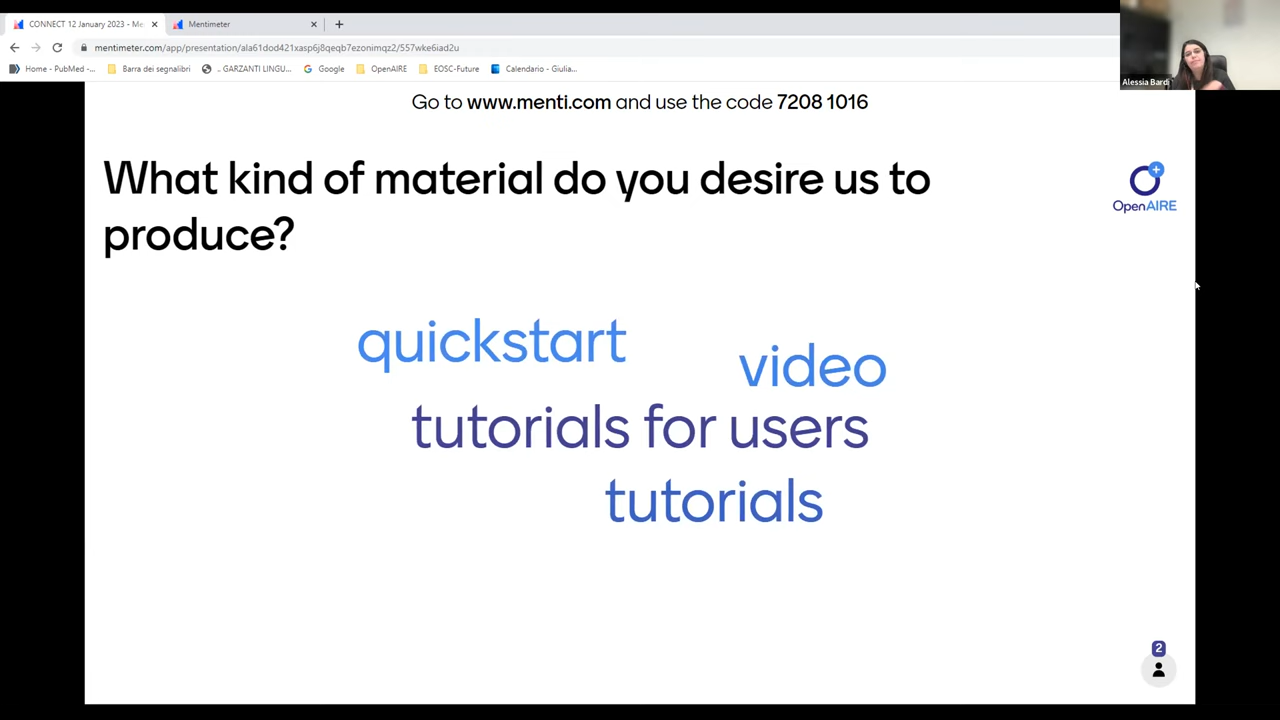 CONNECT 12 January 2023 - Me
Mentimeter
mentimeter.com/app/presentation/ala61dod421xasp6j8qeqb7ezonimqz2/557wke6iad2u
Home - PubMed -...
Barra dei segnalibri
.. GARZANTI LINGU...
Google
OpenAIRE
EOSC-Future
Calendario - Giulia...
Alessia Bardi
Go to www.menti.com and use the code 7208 1016
What kind of material do you desire us to
produce?
OpenAIRE
quickstart
video
tutorials for users
tutorials
2